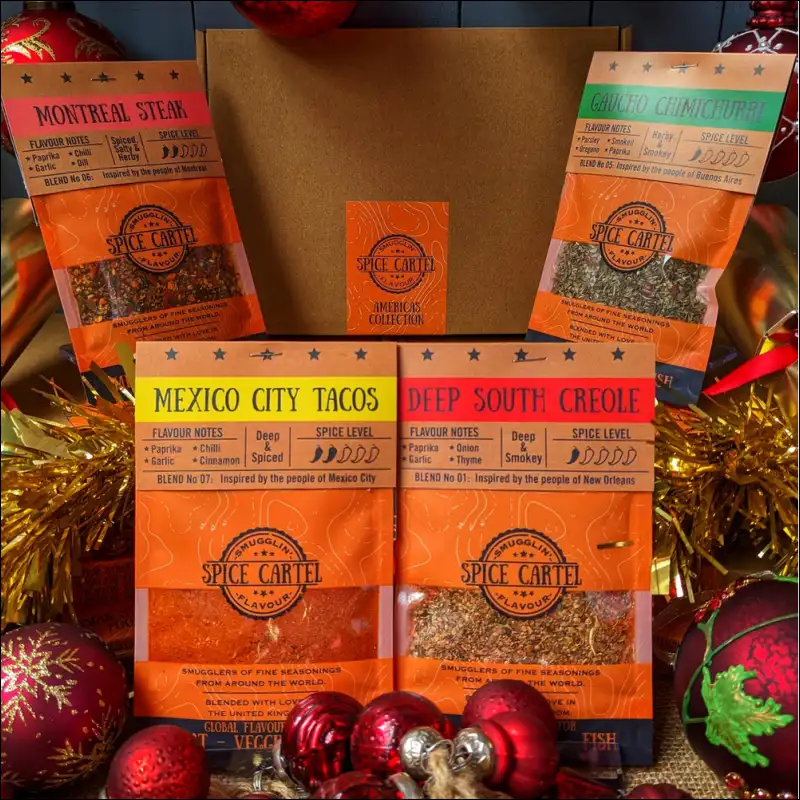 MONTREAL STEAK
FLAVOUR NOTES
Paprika Chilli
Garlic Dill
Spiced,
Salty &
Herby
SPICE LEVEL
BLEND No 06: Inspired by the people of Montreal
SMUGGLIN'
SPICE CARTEL
FLAVOUR
SMUGGLERS OF FINE SEASONINGS
FROM AROUND THE WORLD.
BLENDED WITH LOVE IN
SMUGGLIN'
SPICE CARTEL
FLAVOUR
AMERICAS
COLLECTION
GAUCHO CHIMICHURRI
FLAVOUR NOTES
Parsley Smoked
Oregano Paprika
Herby
&
Smokey
SPICE LEVEL
BLEND No 05: Inspired by the people of Buenos Aires
SMUGGLIN'
SPICE CARTEL
FLAVOUR
SMUGGLERS OF FINE SEASONINGS
FROM AROUND THE WORLD.
BLENDED WITH LOVE IN
FISH
MEXICO CITY TACOS
FLAVOUR NOTES
Paprika Chilli
Garlic Cinnamon
Deep
&
Spiced
SPICE LEVEL
BLEND No 07: Inspired by the people of Mexico City
SMUGGLIN'
SPICE CARTEL
FLAVOUR
SMUGGLERS OF FINE SEASONINGS
FROM AROUND THE WORLD.
BLENDED WITH LOVE
THE UNITED
GLOBAL FLAVOUR
DEEP SOUTH CREOLE
FLAVOUR NOTES
Paprika Onion
Garlic Thyme
Deep
&
Smokey
SPICE LEVEL
BLEND No 01: Inspired by the people of New Orleans
SMUGGLIN'
SPICE CARTEL
FLAVOUR
SMUGGLERS OF FINE SEASONINGS
FROM AROUND THE WORLD.
LOVE IN
FISH